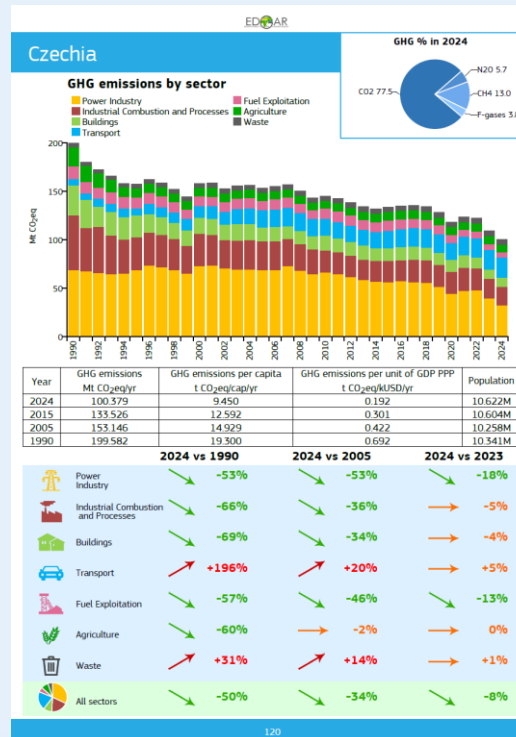 EDGAR
Czechia
GHG % in 2024
CO2 77.5
N2O 5.7
CH4 13.0
F-gases 3.
GHG emissions by sector
Power Industry
Industrial Combustion and Processes
Buildings
Transport
Fuel Exploitation
Agriculture
Waste
Mt CO₂eq
200
150
100
50
0
1990 1992 1994 1996 1998 2000 2002 2004 2006 2008 2010 2012 2014 2016 2018 2020 2022 2024
Year GHG emissions Mt CO₂eq/yr GHG emissions per capita t CO₂eq/cap/yr GHG emissions per unit of GDP PPP t CO₂eq/kUSD/yr Population
2024 100.379 9.450 0.192 10.622M
2015 133.526 12.592 0.301 10.604M
2005 153.146 14.929 0.422 10.258M
1990 199.582 19.300 0.692 10.341M
2024 vs 1990 2024 vs 2005 2024 vs 2023
Power Industry -53% -53% -18%
Industrial Combustion and Processes -66% -36% -5%
Buildings -69% -34% -4%
Transport +196% +20% +5%
Fuel Exploitation -57% -46% -13%
Agriculture -60% -2% 0%
Waste +31% +14% +1%
All sectors -50% -34% -8%
120